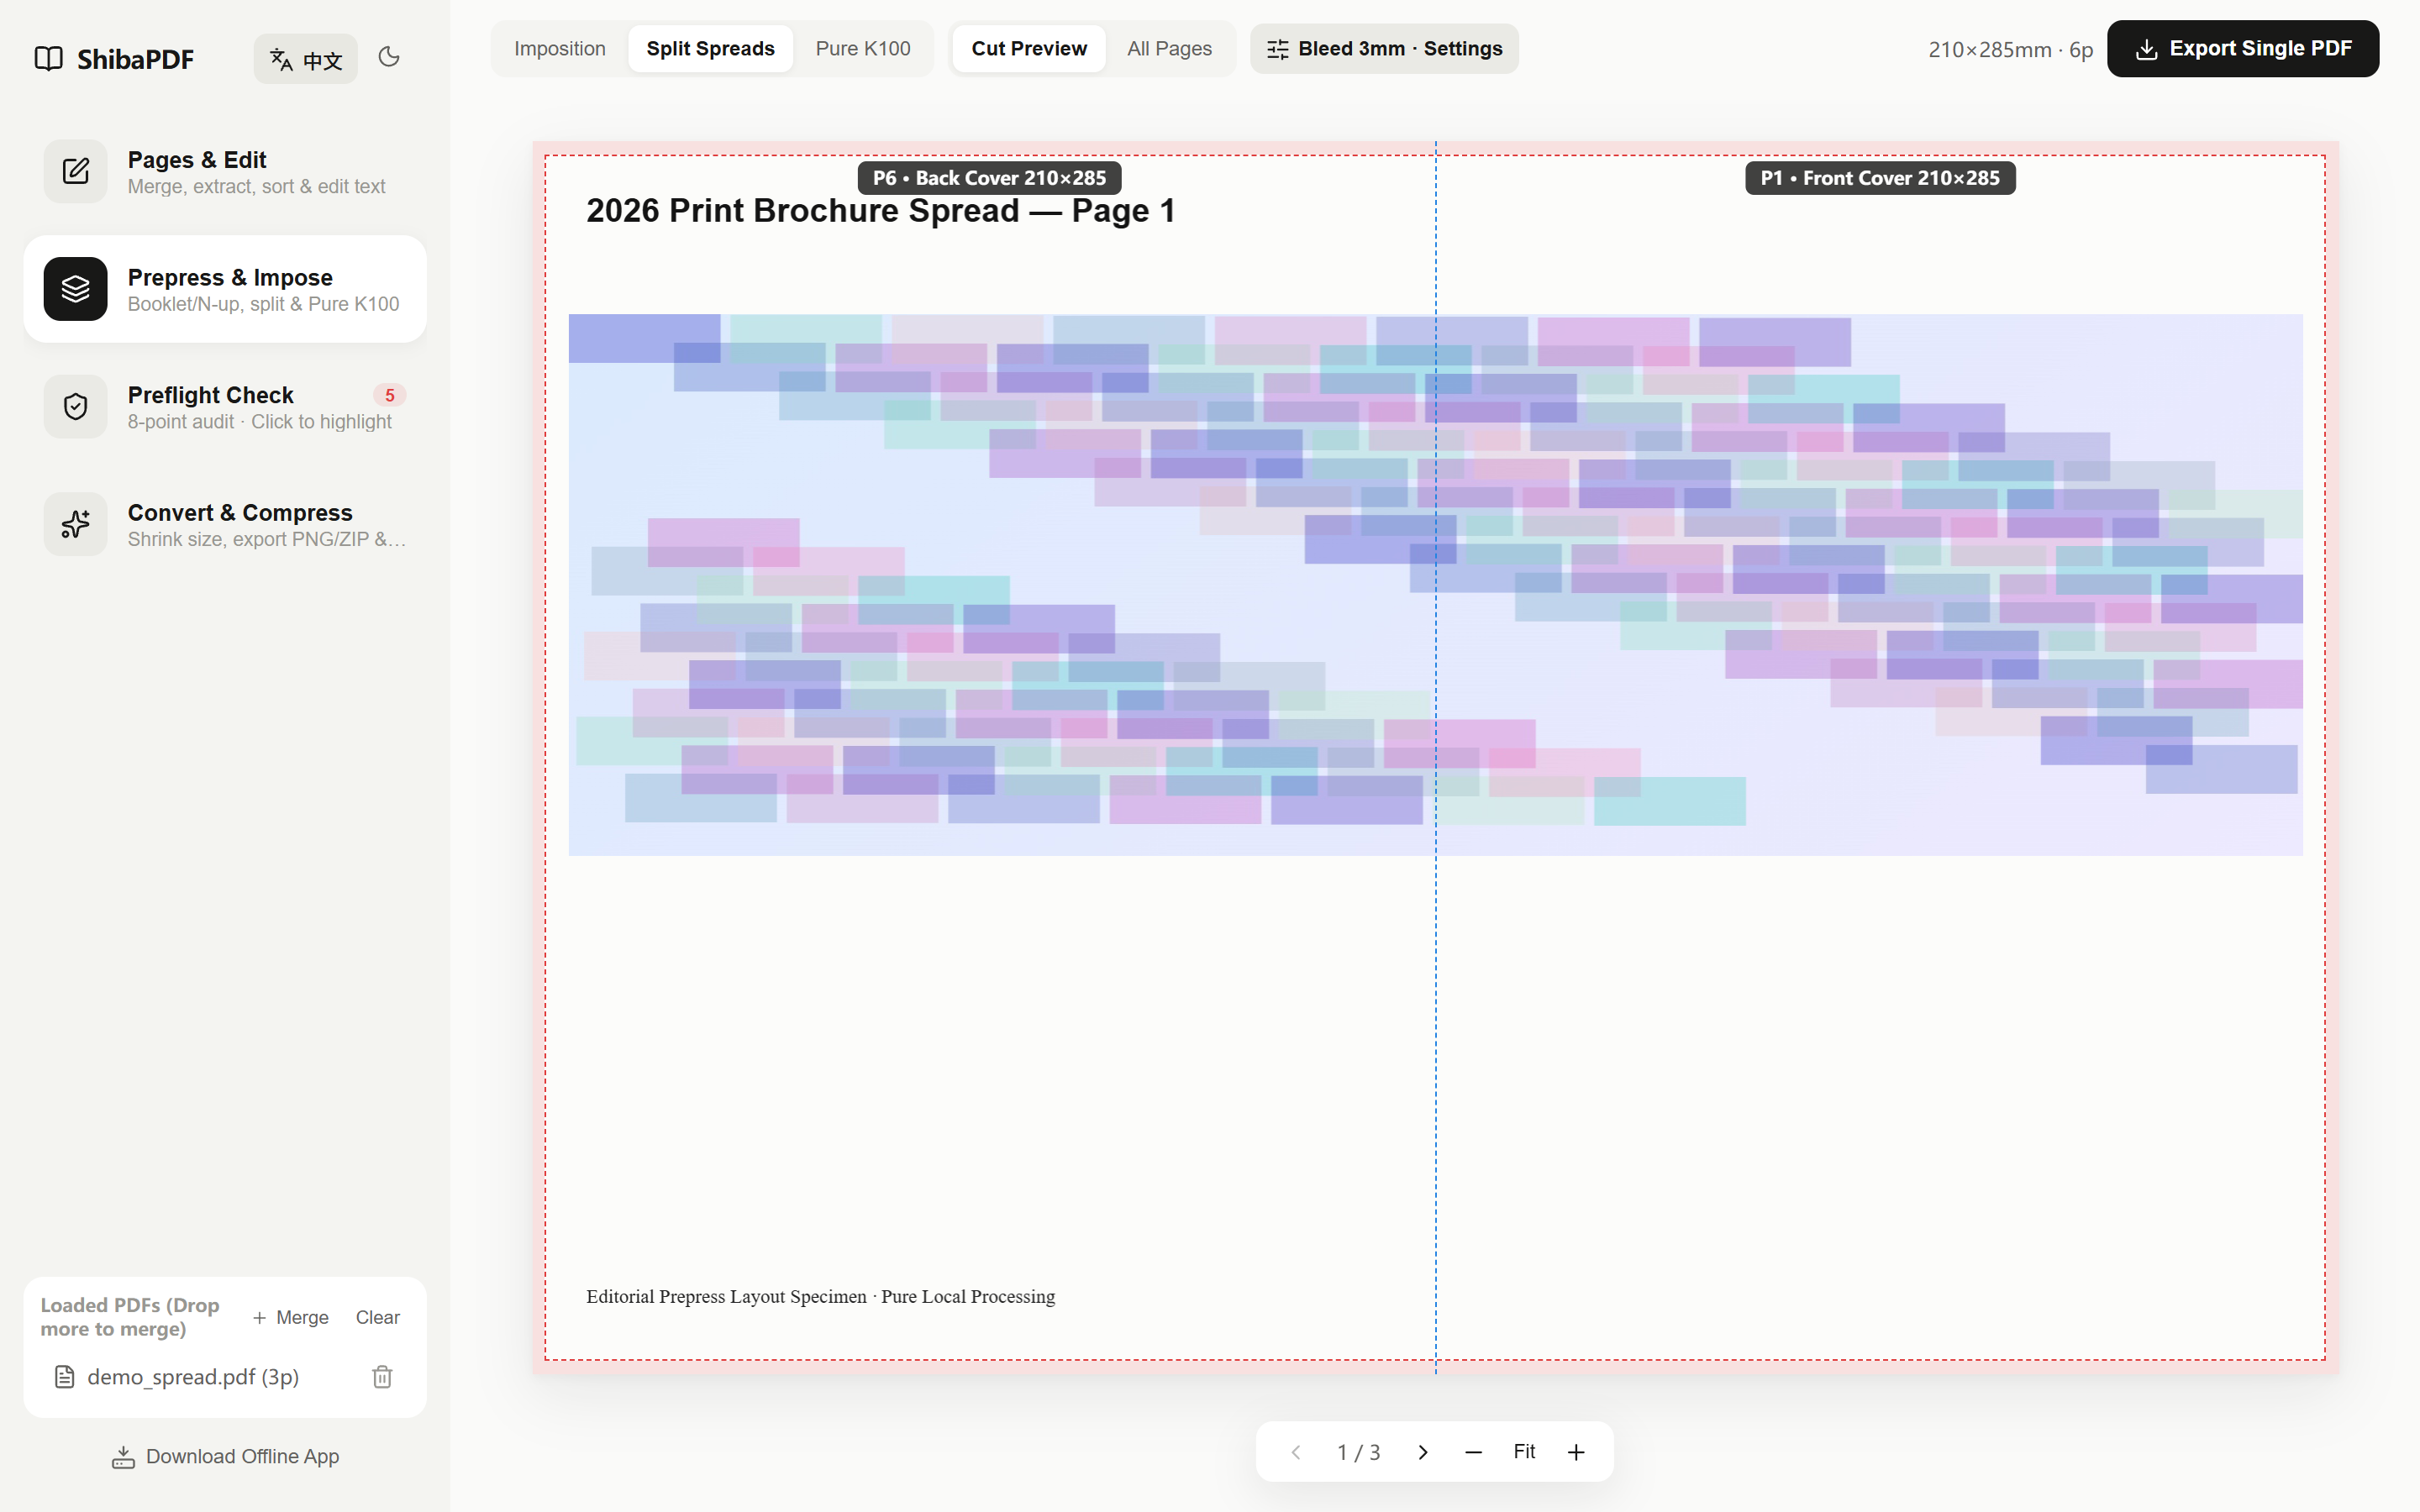 ShibaPDF
中文
Pages & Edit
Merge, extract, sort & edit text
Prepress & Impose
Booklet/N-up, split & Pure K100
Preflight Check
5
8-point audit · Click to highlight
Convert & Compress
Shrink size, export PNG/ZIP &…
Loaded PDFs (Drop
more to merge)
Merge
Clear
demo_spread.pdf (3p)
Download Offline App
Imposition
Split Spreads
Pure K100
Cut Preview
All Pages
Bleed 3mm · Settings
210×285mm · 6p
Export Single PDF
P6 • Back Cover 210×285
P1 • Front Cover 210×285
2026 Print Brochure Spread — Page 1
Editorial Prepress Layout Specimen · Pure Local Processing
1 / 3
Fit